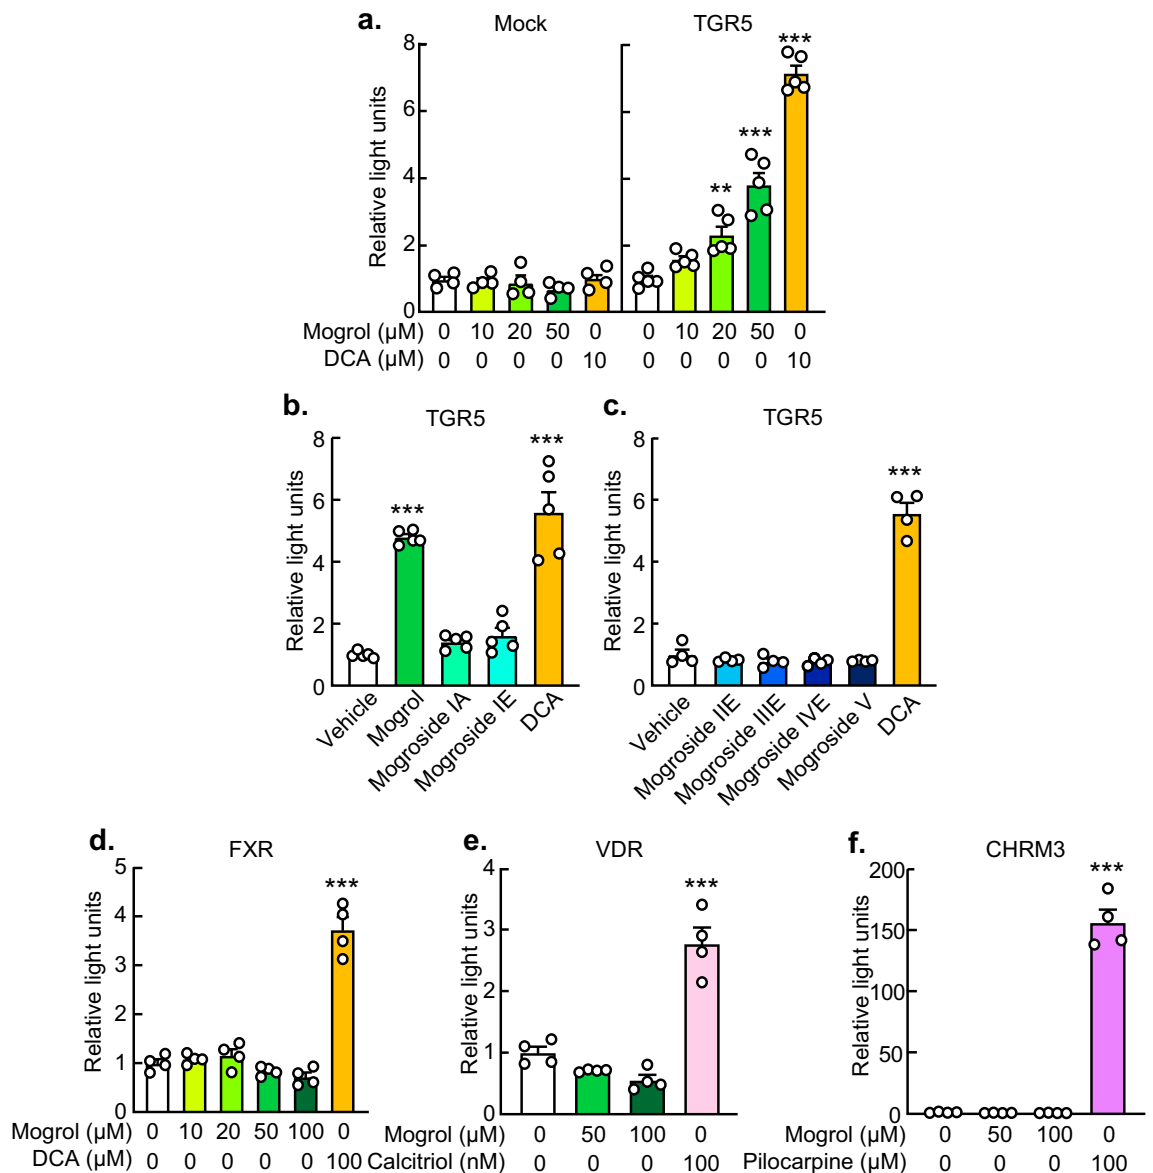 a.
Mock
TGR5
Relative light units
8
6
4
2
0
**
***
***
Mogrol (µM) 0 10 20 50 0 0 10 20 50 0
DCA (µM) 0 0 0 0 10 0 0 0 0 10
b.
TGR5
Relative light units
8
6
4
2
0
***
***
Vehicle
Mogrol
Mogroside IA
Mogroside IE
DCA
c.
TGR5
Relative light units
8
6
4
2
0
***
Vehicle
Mogroside IIE
Mogroside IIIE
Mogroside IVE
Mogroside V
DCA
d.
FXR
Relative light units
5
4
3
2
1
0
***
Mogrol (µM) 0 10 20 50 100 0
DCA (µM) 0 0 0 0 0 100
e.
VDR
Relative light units
4
3
2
1
0
***
Mogrol (µM) 0 50 100 0
Calcitriol (nM) 0 0 0 100
f.
CHRM3
Relative light units
200
150
100
50
0
***
Mogrol (µM) 0 50 100 0
Pilocarpine (µM) 0 0 0 100